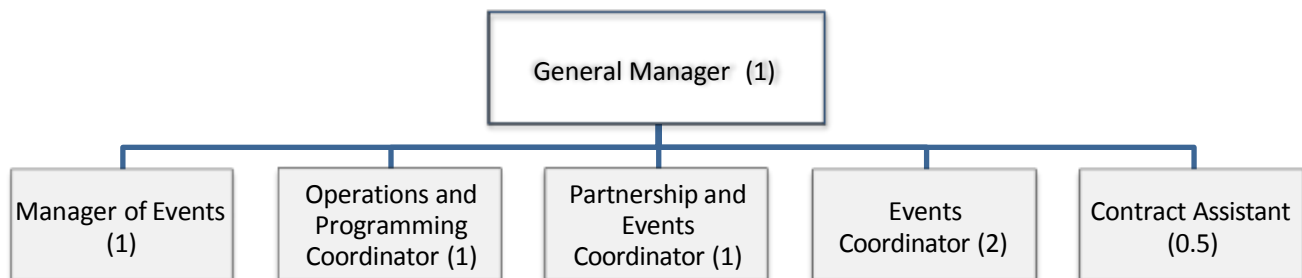 General Manager (1)
Manager of Events
(1)
Operations and
Programming
Coordinator (1)
Partnership and
Events
Coordinator (1)
Events
Coordinator (2)
Contract Assistant
(0.5)